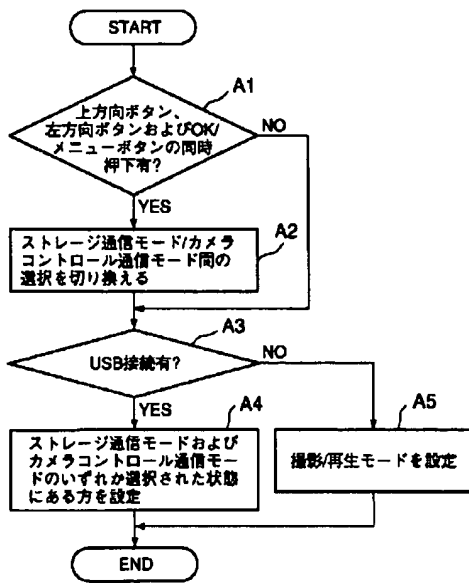 START
A1
上方向ボタン、
左方向ボタンおよびOK/
メニューボタンの同時
押下有?
NO
YES
A2
ストレージ通信モード/カメラ
コントロール通信モード間の
選択を切り換える
A3
USB接続有?
NO
YES
A4
ストレージ通信モードおよび
カメラコントロール通信モー
ドのいずれか選択された状態
にある方を設定
A5
撮影/再生モードを設定
END